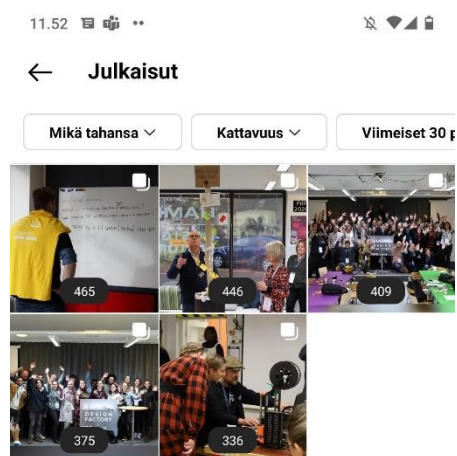 11.52
Julkaisut
Mikä tahansa
Kattavuus
Viimeiset 30 p
465
446
409
375
336
DESIGN
FACTORY